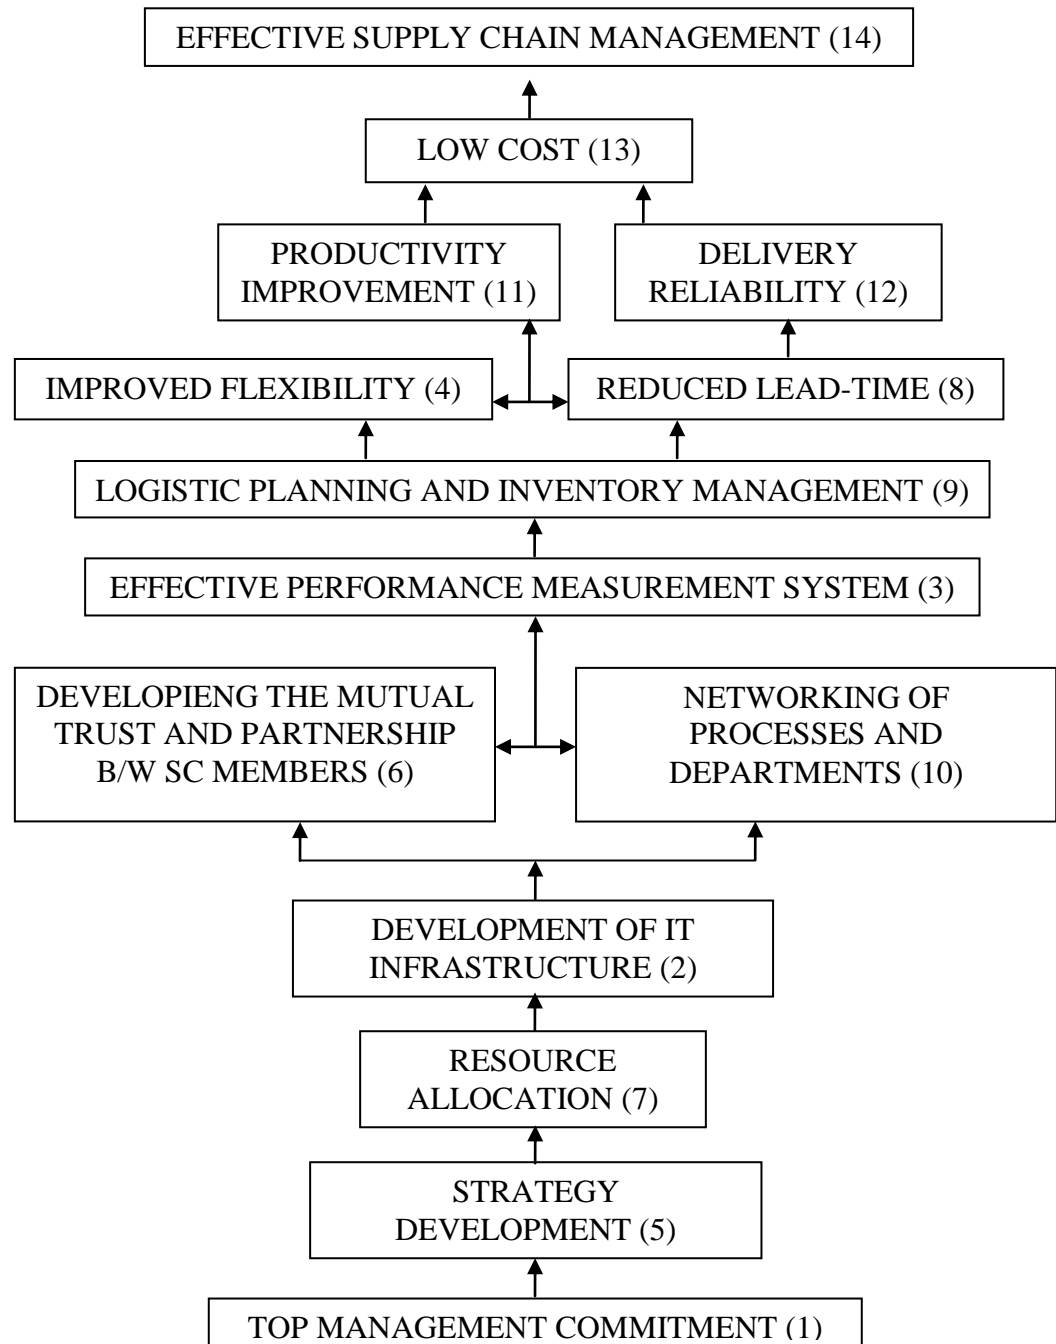 EFFECTIVE SUPPLY CHAIN MANAGEMENT (14)
LOW COST (13)
PRODUCTIVITY
IMPROVEMENT (11)
DELIVERY
RELIABILITY (12)
IMPROVED FLEXIBILITY (4)
REDUCED LEAD-TIME (8)
LOGISTIC PLANNING AND INVENTORY MANAGEMENT (9)
EFFECTIVE PERFORMANCE MEASUREMENT SYSTEM (3)
DEVELOPIENG THE MUTUAL
TRUST AND PARTNERSHIP
B/W SC MEMBERS (6)
NETWORKING OF
PROCESSES AND
DEPARTMENTS (10)
DEVELOPMENT OF IT
INFRASTRUCTURE (2)
RESOURCE
ALLOCATION (7)
STRATEGY
DEVELOPMENT (5)
TOP MANAGEMENT COMMITMENT (1)